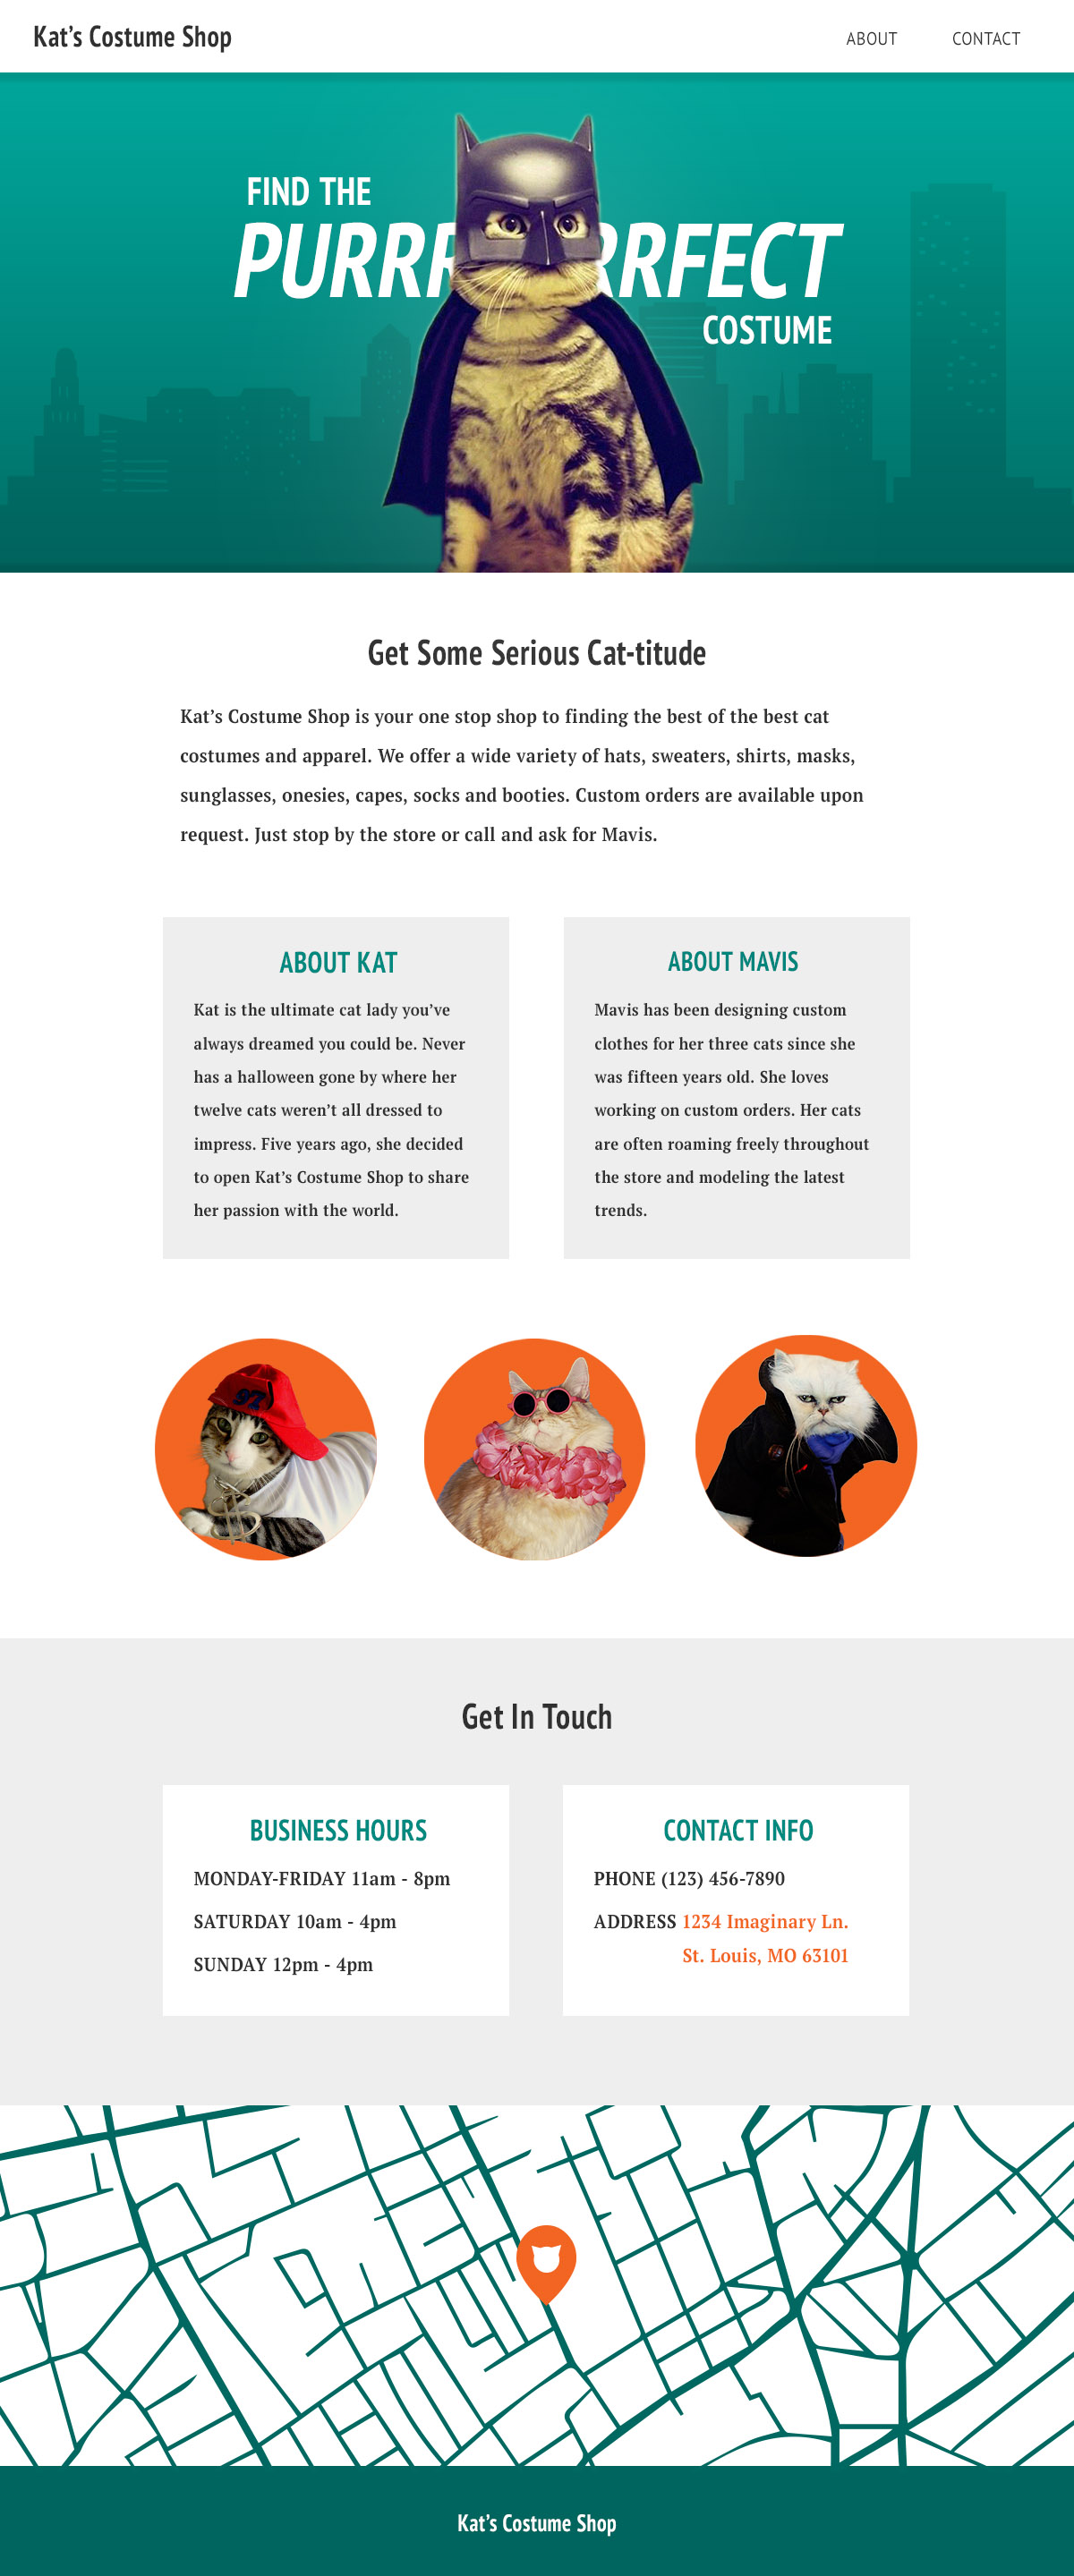 Kat’s Costume Shop
ABOUT
CONTACT
FIND THE
PURRR RRFECT
COSTUME
Get Some Serious Cat-titude
Kat’s Costume Shop is your one stop shop to finding the best of the best cat
costumes and apparel. We offer a wide variety of hats, sweaters, shirts, masks,
sunglasses, onesies, capes, socks and booties. Custom orders are available upon
request. Just stop by the store or call and ask for Mavis.
ABOUT KAT
Kat is the ultimate cat lady you’ve
always dreamed you could be. Never
has a halloween gone by where her
twelve cats weren’t all dressed to
impress. Five years ago, she decided
to open Kat’s Costume Shop to share
her passion with the world.
ABOUT MAVIS
Mavis has been designing custom
clothes for her three cats since she
was fifteen years old. She loves
working on custom orders. Her cats
are often roaming freely throughout
the store and modeling the latest
trends.
Get In Touch
BUSINESS HOURS
MONDAY-FRIDAY 11am - 8pm
SATURDAY 10am - 4pm
SUNDAY 12pm - 4pm
CONTACT INFO
PHONE (123) 456-7890
ADDRESS 1234 Imaginary Ln.
St. Louis, MO 63101
Kat’s Costume Shop